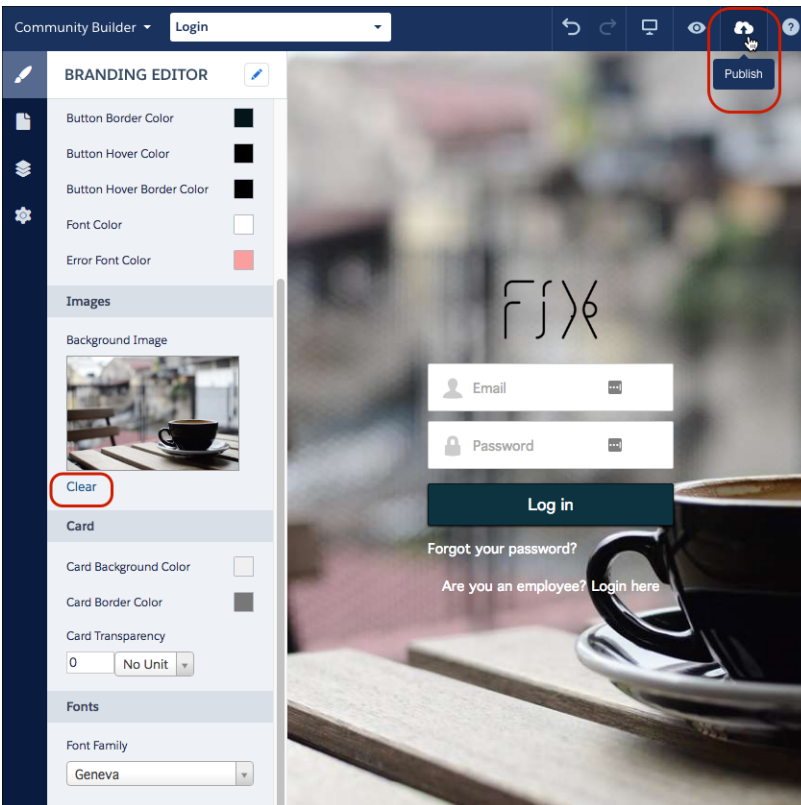 Community Builder
Login
?
Publish
BRANDING EDITOR
Button Border Color
Button Hover Color
Button Hover Border Color
Font Color
Error Font Color
Images
Background Image
Clear
Card
Card Background Color
Card Border Color
Card Transparency
0 No Unit
Fonts
Font Family
Geneva
Email
Password
Log in
Forgot your password?
Are you an employee? Login here